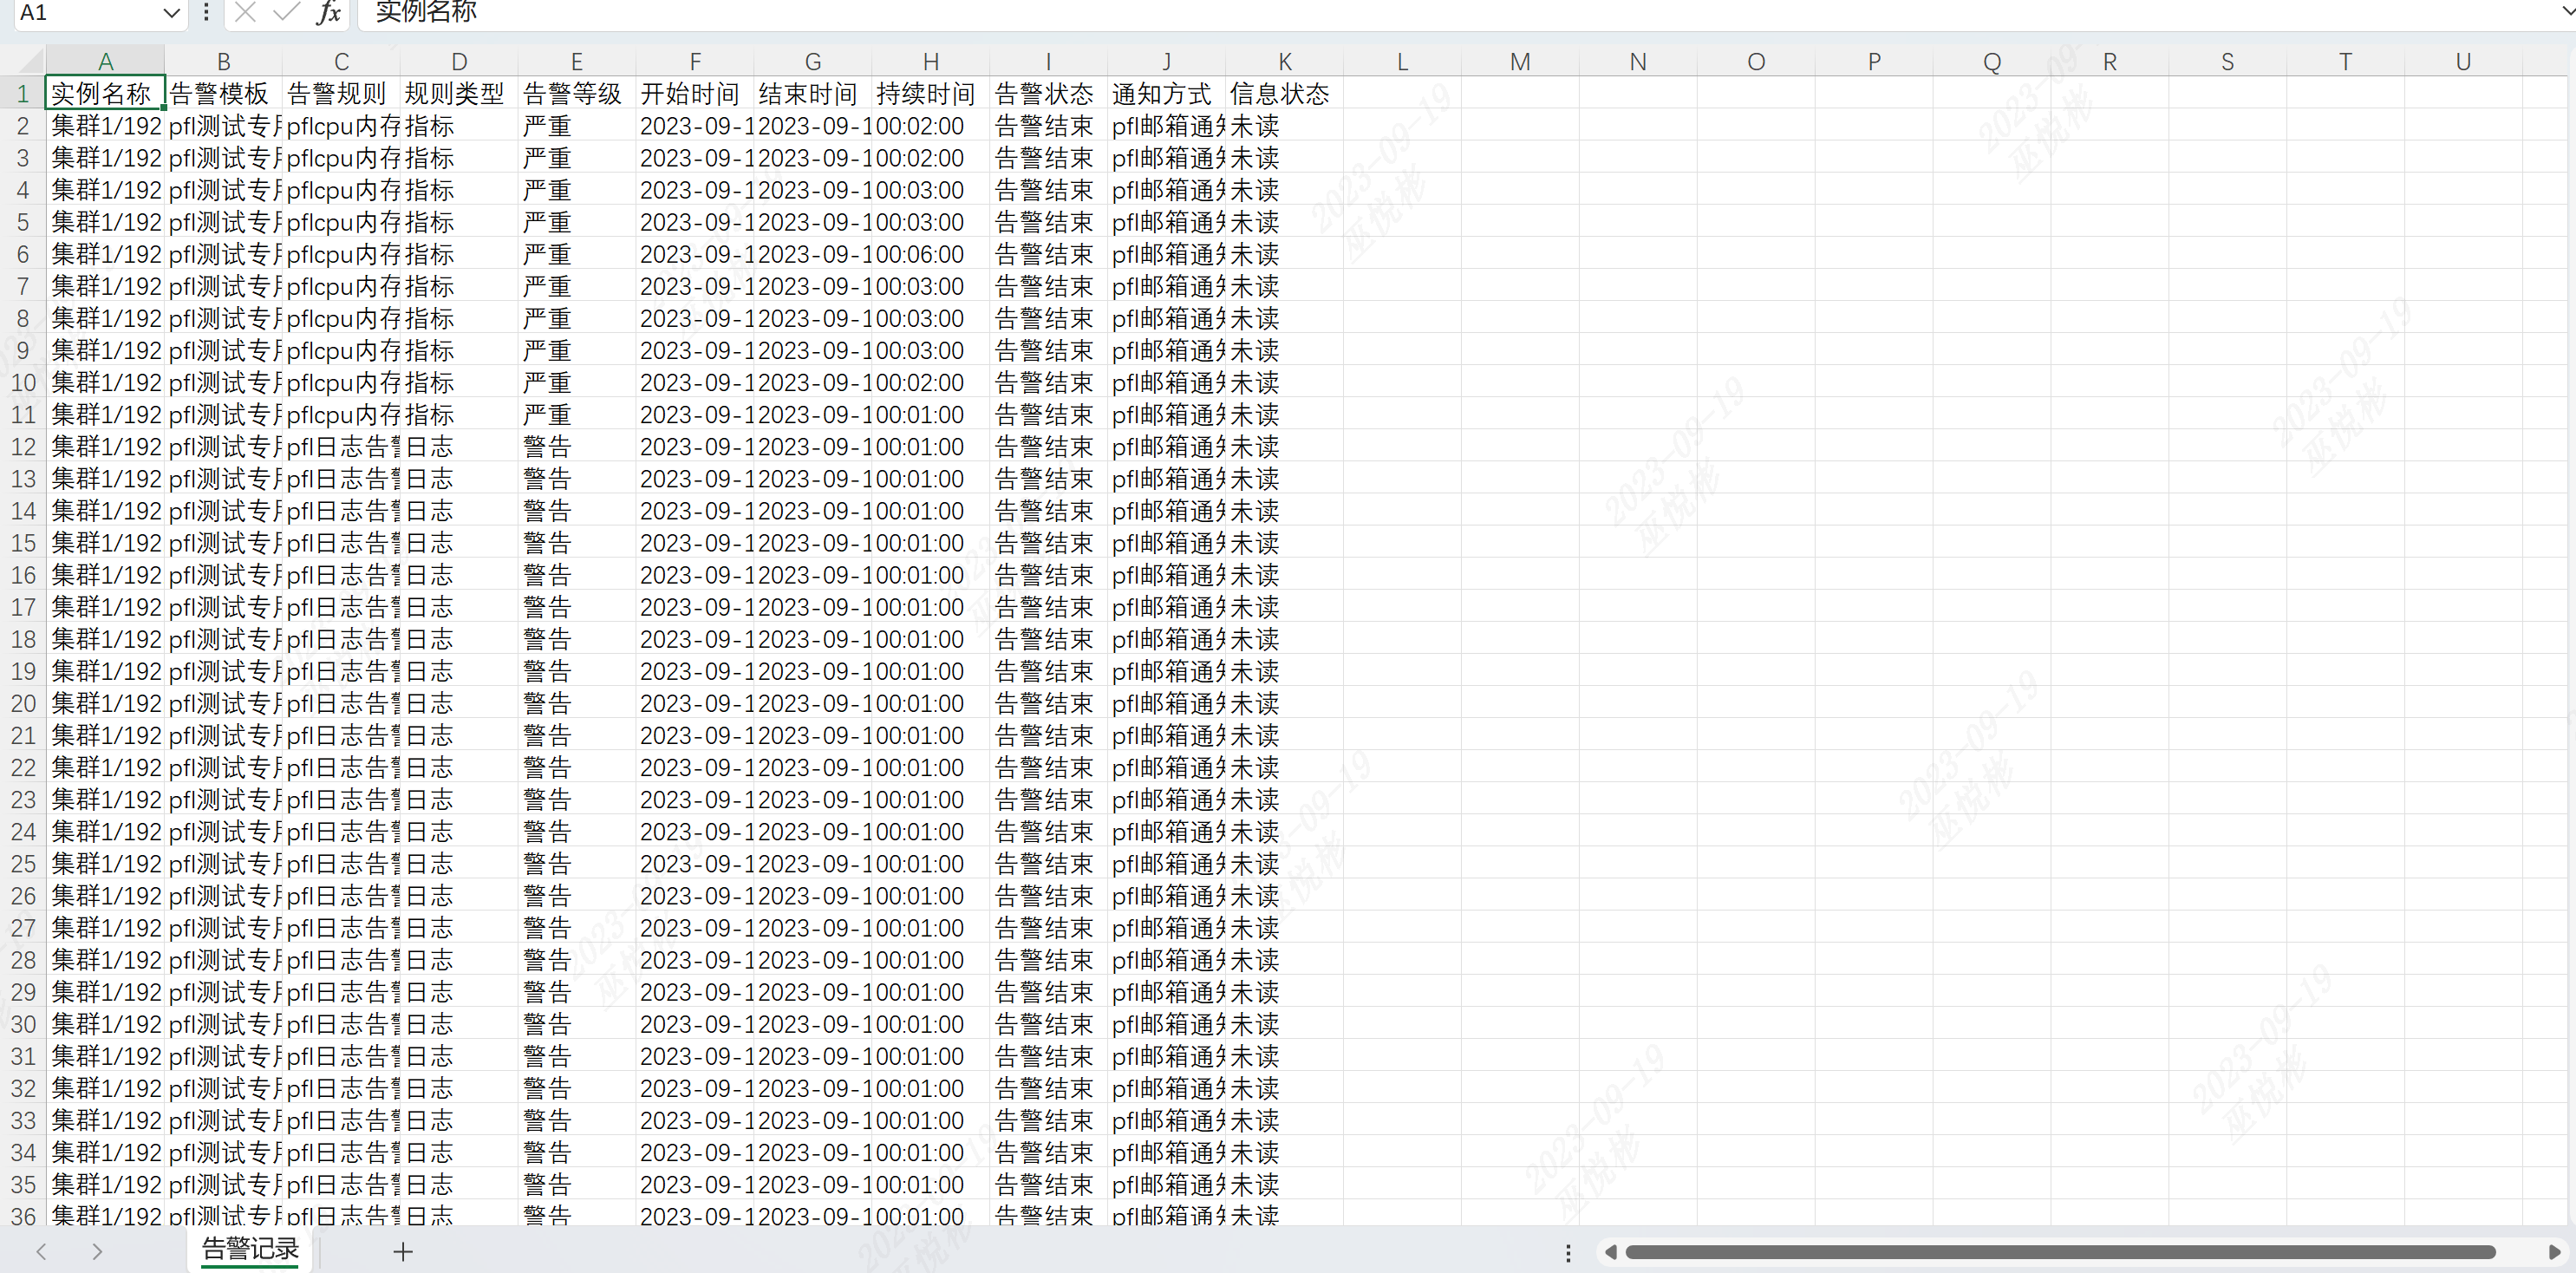 A1 fx 实例名称
A B C D E F G H I J K L M N O P Q R S T U
1 实例名称 告警模板 告警规则 规则类型 告警等级 开始时间 结束时间 持续时间 告警状态 通知方式 信息状态
2 集群1/192 pfl测试专 pflcpu内存 指标 严重 2023-09-1 2023-09-1 00:02:00 告警结束 pfl邮箱通 未读
3 集群1/192 pfl测试专 pflcpu内存 指标 严重 2023-09-1 2023-09-1 00:02:00 告警结束 pfl邮箱通 未读
4 集群1/192 pfl测试专 pflcpu内存 指标 严重 2023-09-1 2023-09-1 00:03:00 告警结束 pfl邮箱通 未读
5 集群1/192 pfl测试专 pflcpu内存 指标 严重 2023-09-1 2023-09-1 00:03:00 告警结束 pfl邮箱通 未读
6 集群1/192 pfl测试专 pflcpu内存 指标 严重 2023-09-1 2023-09-1 00:06:00 告警结束 pfl邮箱通 未读
7 集群1/192 pfl测试专 pflcpu内存 指标 严重 2023-09-1 2023-09-1 00:03:00 告警结束 pfl邮箱通 未读
8 集群1/192 pfl测试专 pflcpu内存 指标 严重 2023-09-1 2023-09-1 00:03:00 告警结束 pfl邮箱通 未读
9 集群1/192 pfl测试专 pflcpu内存 指标 严重 2023-09-1 2023-09-1 00:03:00 告警结束 pfl邮箱通 未读
10 集群1/192 pfl测试专 pflcpu内存 指标 严重 2023-09-1 2023-09-1 00:02:00 告警结束 pfl邮箱通 未读
11 集群1/192 pfl测试专 pflcpu内存 指标 严重 2023-09-1 2023-09-1 00:01:00 告警结束 pfl邮箱通 未读
12 集群1/192 pfl测试专 pfl日志告警 日志 警告 2023-09-1 2023-09-1 00:01:00 告警结束 pfl邮箱通 未读
13 集群1/192 pfl测试专 pfl日志告警 日志 警告 2023-09-1 2023-09-1 00:01:00 告警结束 pfl邮箱通 未读
14 集群1/192 pfl测试专 pfl日志告警 日志 警告 2023-09-1 2023-09-1 00:01:00 告警结束 pfl邮箱通 未读
15 集群1/192 pfl测试专 pfl日志告警 日志 警告 2023-09-1 2023-09-1 00:01:00 告警结束 pfl邮箱通 未读
16 集群1/192 pfl测试专 pfl日志告警 日志 警告 2023-09-1 2023-09-1 00:01:00 告警结束 pfl邮箱通 未读
17 集群1/192 pfl测试专 pfl日志告警 日志 警告 2023-09-1 2023-09-1 00:01:00 告警结束 pfl邮箱通 未读
18 集群1/192 pfl测试专 pfl日志告警 日志 警告 2023-09-1 2023-09-1 00:01:00 告警结束 pfl邮箱通 未读
19 集群1/192 pfl测试专 pfl日志告警 日志 警告 2023-09-1 2023-09-1 00:01:00 告警结束 pfl邮箱通 未读
20 集群1/192 pfl测试专 pfl日志告警 日志 警告 2023-09-1 2023-09-1 00:01:00 告警结束 pfl邮箱通 未读
21 集群1/192 pfl测试专 pfl日志告警 日志 警告 2023-09-1 2023-09-1 00:01:00 告警结束 pfl邮箱通 未读
22 集群1/192 pfl测试专 pfl日志告警 日志 警告 2023-09-1 2023-09-1 00:01:00 告警结束 pfl邮箱通 未读
23 集群1/192 pfl测试专 pfl日志告警 日志 警告 2023-09-1 2023-09-1 00:01:00 告警结束 pfl邮箱通 未读
24 集群1/192 pfl测试专 pfl日志告警 日志 警告 2023-09-1 2023-09-1 00:01:00 告警结束 pfl邮箱通 未读
25 集群1/192 pfl测试专 pfl日志告警 日志 警告 2023-09-1 2023-09-1 00:01:00 告警结束 pfl邮箱通 未读
26 集群1/192 pfl测试专 pfl日志告警 日志 警告 2023-09-1 2023-09-1 00:01:00 告警结束 pfl邮箱通 未读
27 集群1/192 pfl测试专 pfl日志告警 日志 警告 2023-09-1 2023-09-1 00:01:00 告警结束 pfl邮箱通 未读
28 集群1/192 pfl测试专 pfl日志告警 日志 警告 2023-09-1 2023-09-1 00:01:00 告警结束 pfl邮箱通 未读
29 集群1/192 pfl测试专 pfl日志告警 日志 警告 2023-09-1 2023-09-1 00:01:00 告警结束 pfl邮箱通 未读
30 集群1/192 pfl测试专 pfl日志告警 日志 警告 2023-09-1 2023-09-1 00:01:00 告警结束 pfl邮箱通 未读
31 集群1/192 pfl测试专 pfl日志告警 日志 警告 2023-09-1 2023-09-1 00:01:00 告警结束 pfl邮箱通 未读
32 集群1/192 pfl测试专 pfl日志告警 日志 警告 2023-09-1 2023-09-1 00:01:00 告警结束 pfl邮箱通 未读
33 集群1/192 pfl测试专 pfl日志告警 日志 警告 2023-09-1 2023-09-1 00:01:00 告警结束 pfl邮箱通 未读
34 集群1/192 pfl测试专 pfl日志告警 日志 警告 2023-09-1 2023-09-1 00:01:00 告警结束 pfl邮箱通 未读
35 集群1/192 pfl测试专 pfl日志告警 日志 警告 2023-09-1 2023-09-1 00:01:00 告警结束 pfl邮箱通 未读
36 集群1/192 pfl测试专 pfl日志告警 日志 警告 2023-09-1 2023-09-1 00:01:00 告警结束 pfl邮箱通 未读
告警记录
2023-09-19
巫悦彬